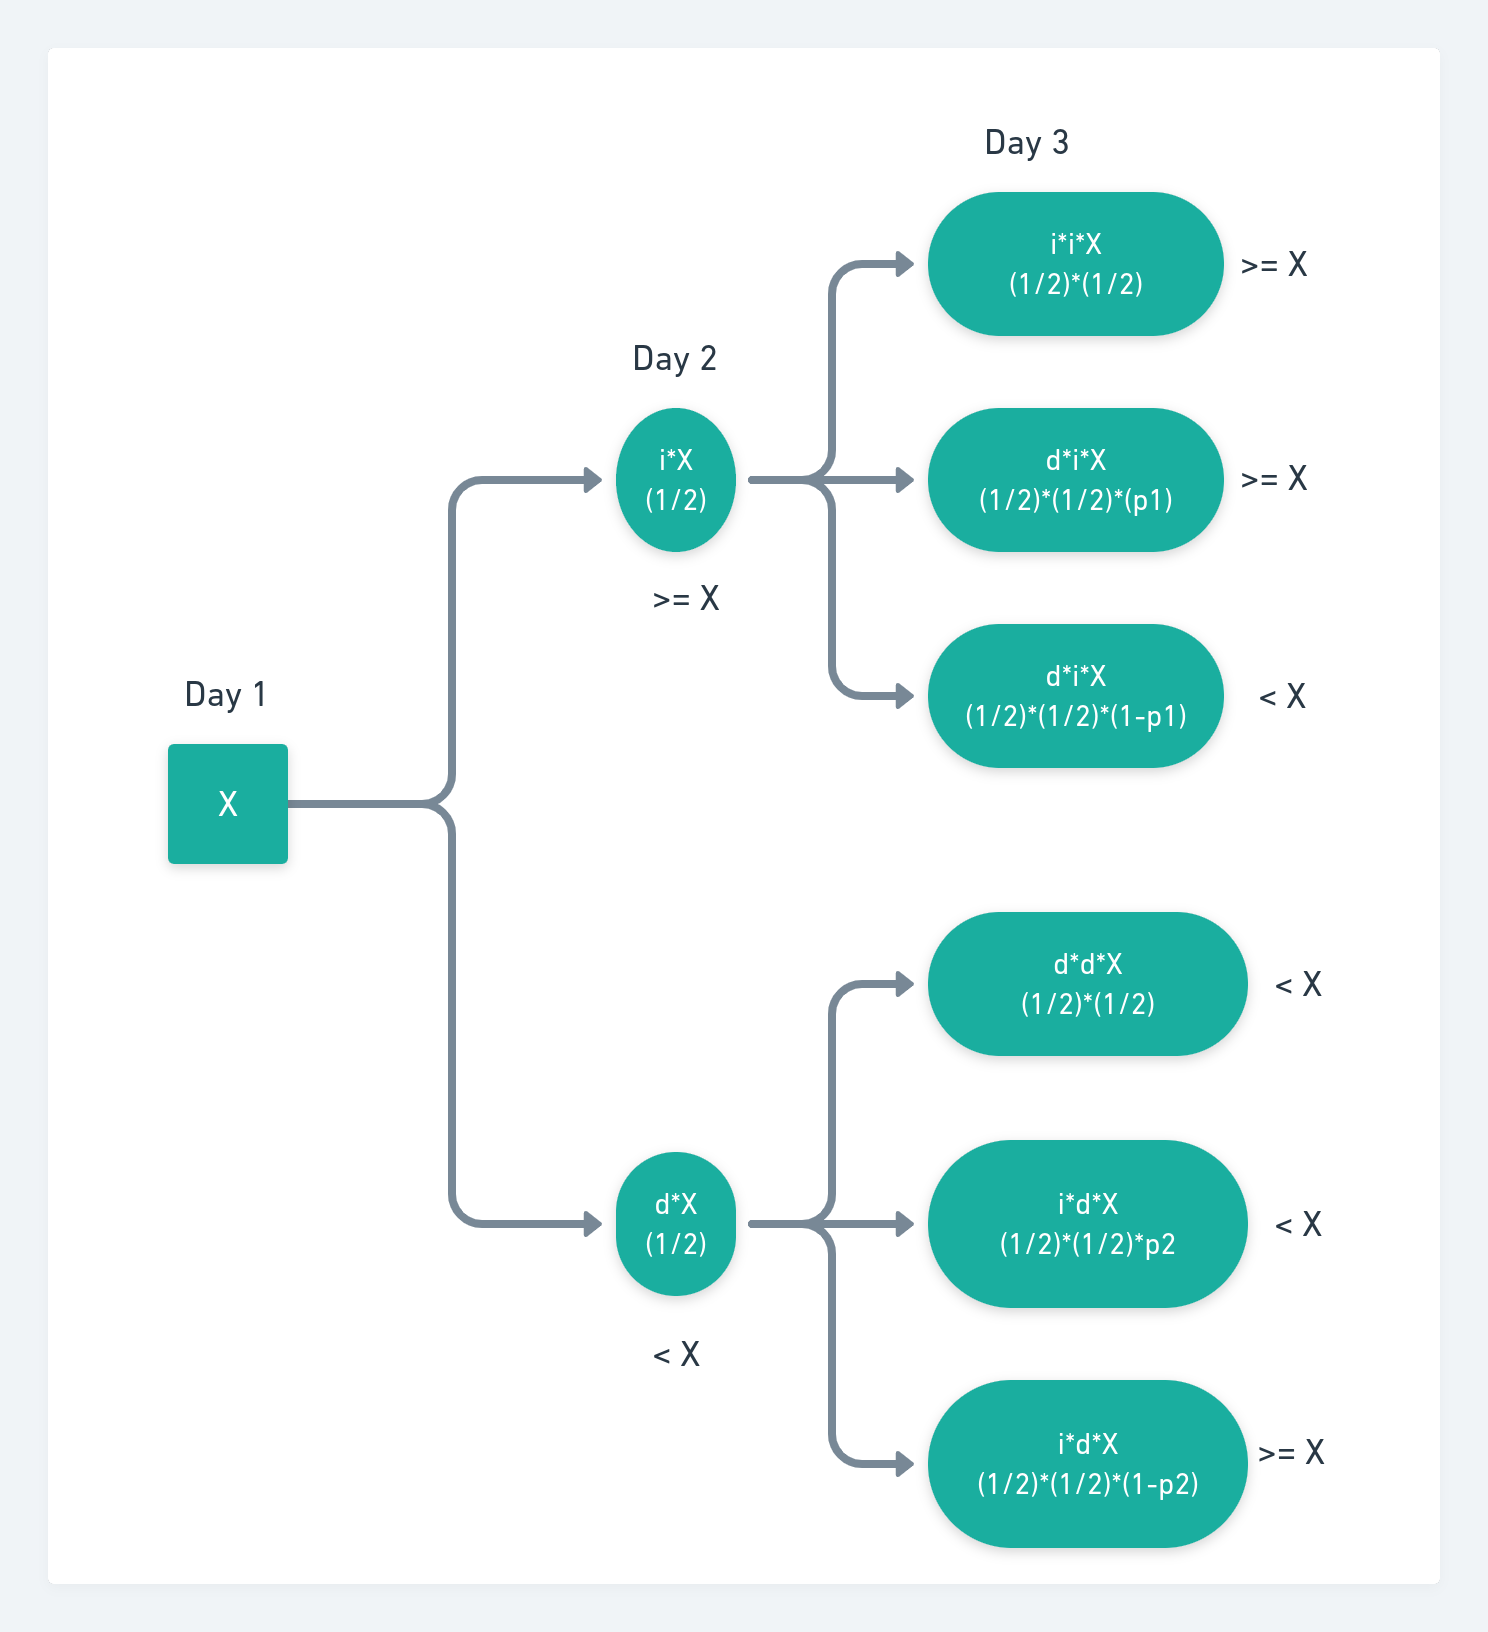 Day 3
i*i*X
(1/2)*(1/2)
>= X
Day 2
i*X
(1/2)
>= X
d*i*X
(1/2)*(1/2)*(p1)
>= X
d*i*X
(1/2)*(1/2)*(1-p1)
< X
Day 1
X
d*d*X
(1/2)*(1/2)
< X
d*X
(1/2)
< X
i*d*X
(1/2)*(1/2)*p2
< X
i*d*X
(1/2)*(1/2)*(1-p2)
>= X